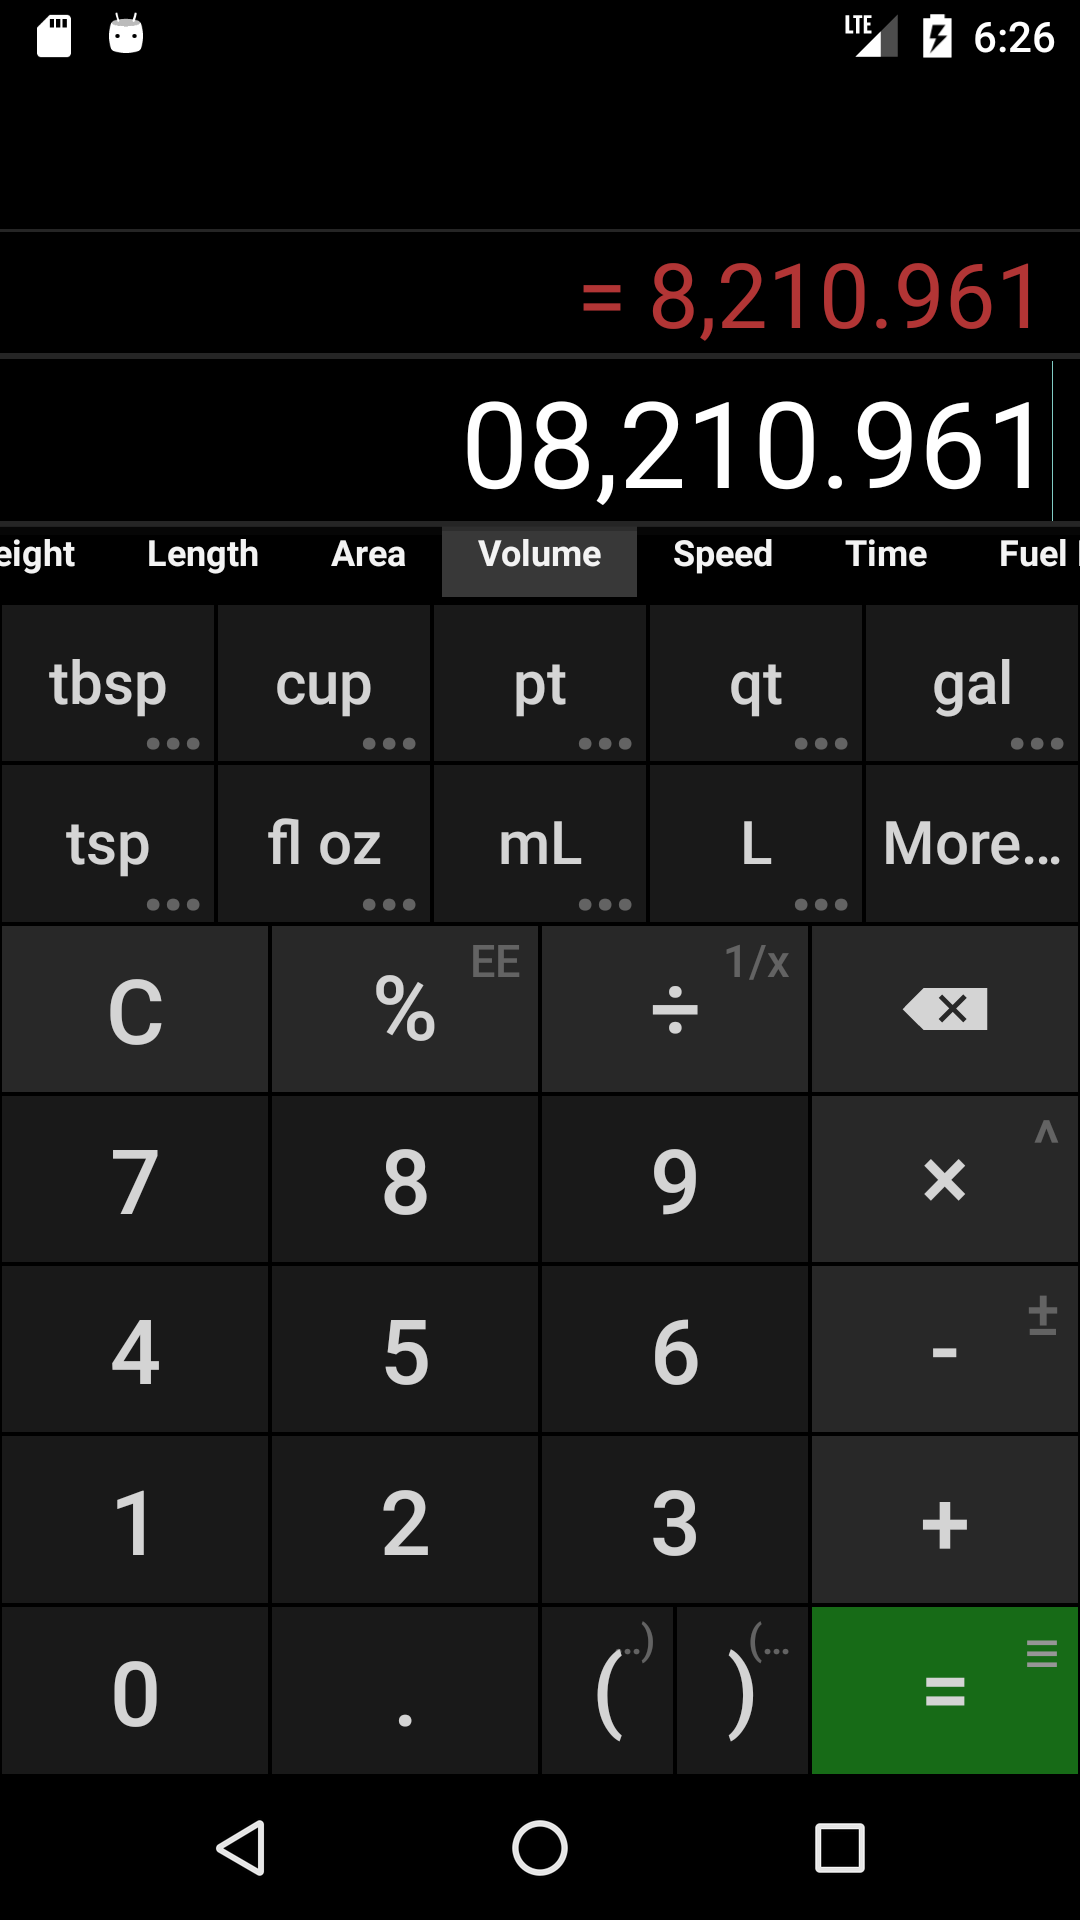 LTE 6:26
= 8,210.961
08,210.961
eight Length Area Volume Speed Time Fuel
tbsp cup pt qt gal
... ... ... ... ...
tsp fl oz mL L More...
... ... ... ...
C % EE ÷ 1/x
7 8 9 × ^
4 5 6 - ±
1 2 3 +
0 . ( ..) ) (... =